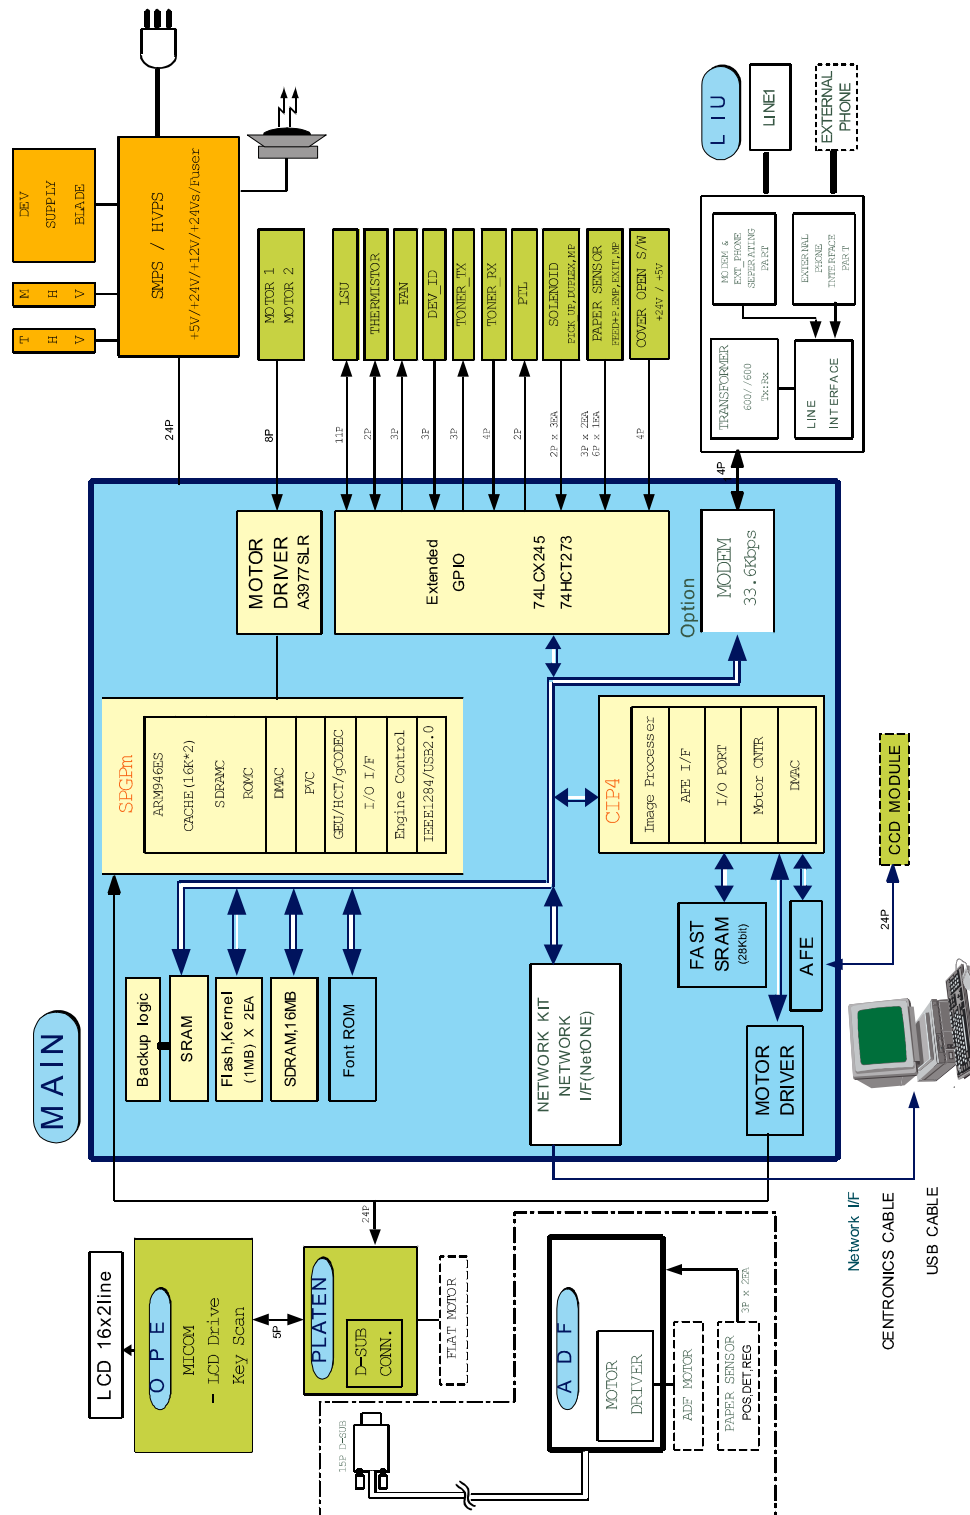 MAIN
LCD 16x2line
OPE
MICOM
- LCD Drive
Key Scan
5P
PLATEN
D-SUB
CONN.
FLAT MOTOR
24P
15P D-SUB
ADF
MOTOR
DRIVER
ADF MOTOR
PAPER SENSOR
POS,DET,REG
3P x 2EA
Network I/F
CENTRONICS CABLE
USB CABLE
Backup logic
SRAM
Flash,Kernel
(1MB) X 2EA
SDRAM,16MB
Font ROM
NETWORK KIT
NETWORK
I/F(NetONE)
FAST
SRAM
(28Kbit)
AFE
MOTOR
DRIVER
24P
CCD MODULE
SPGPm
ARM946ES
CACHE(16K*2)
SDRAMC
ROMC
DMAC
PVC
GEU/HCT/gCODEC
I/O I/F
Engine Control
IEEE1284/USB2.0
CIP4
Image Processer
AFE I/F
I/O PORT
Motor CNTR
DMAC
MOTOR
DRIVER
A3977SLR
Extended
GPIO
74LCX245
74HCT273
Option
MODEM
33.6Kbps
24P
8P
11P
2P
3P
3P
3P
4P
2P
2P x 3EA
3P x 2EA
6P x 1EA
4P
4P
THV
MHV
DEV
SUPPLY
BLADE
SMPS / HVPS
+5V/+24V/+12V/+24Vs/Fuser
MOTOR 1
MOTOR 2
LSU
THERMISTOR
FAN
DEV_ID
TONER_TX
TONER_RX
PTL
SOLENOID
PICK UP,DUPLEX,MP
PAPER SENSOR
FEED+P.EMP,EXIT,MP
COVER OPEN S/W
+24V / +5V
LIU
LINE1
EXTERNAL
PHONE
MODEM &
EXT_PHONE
SEPERATING
PART
EXTERNAL
PHONE
INTERFACE
PART
TRANSFORMER
600//600
Tx:Rx
LINE
INTERFACE